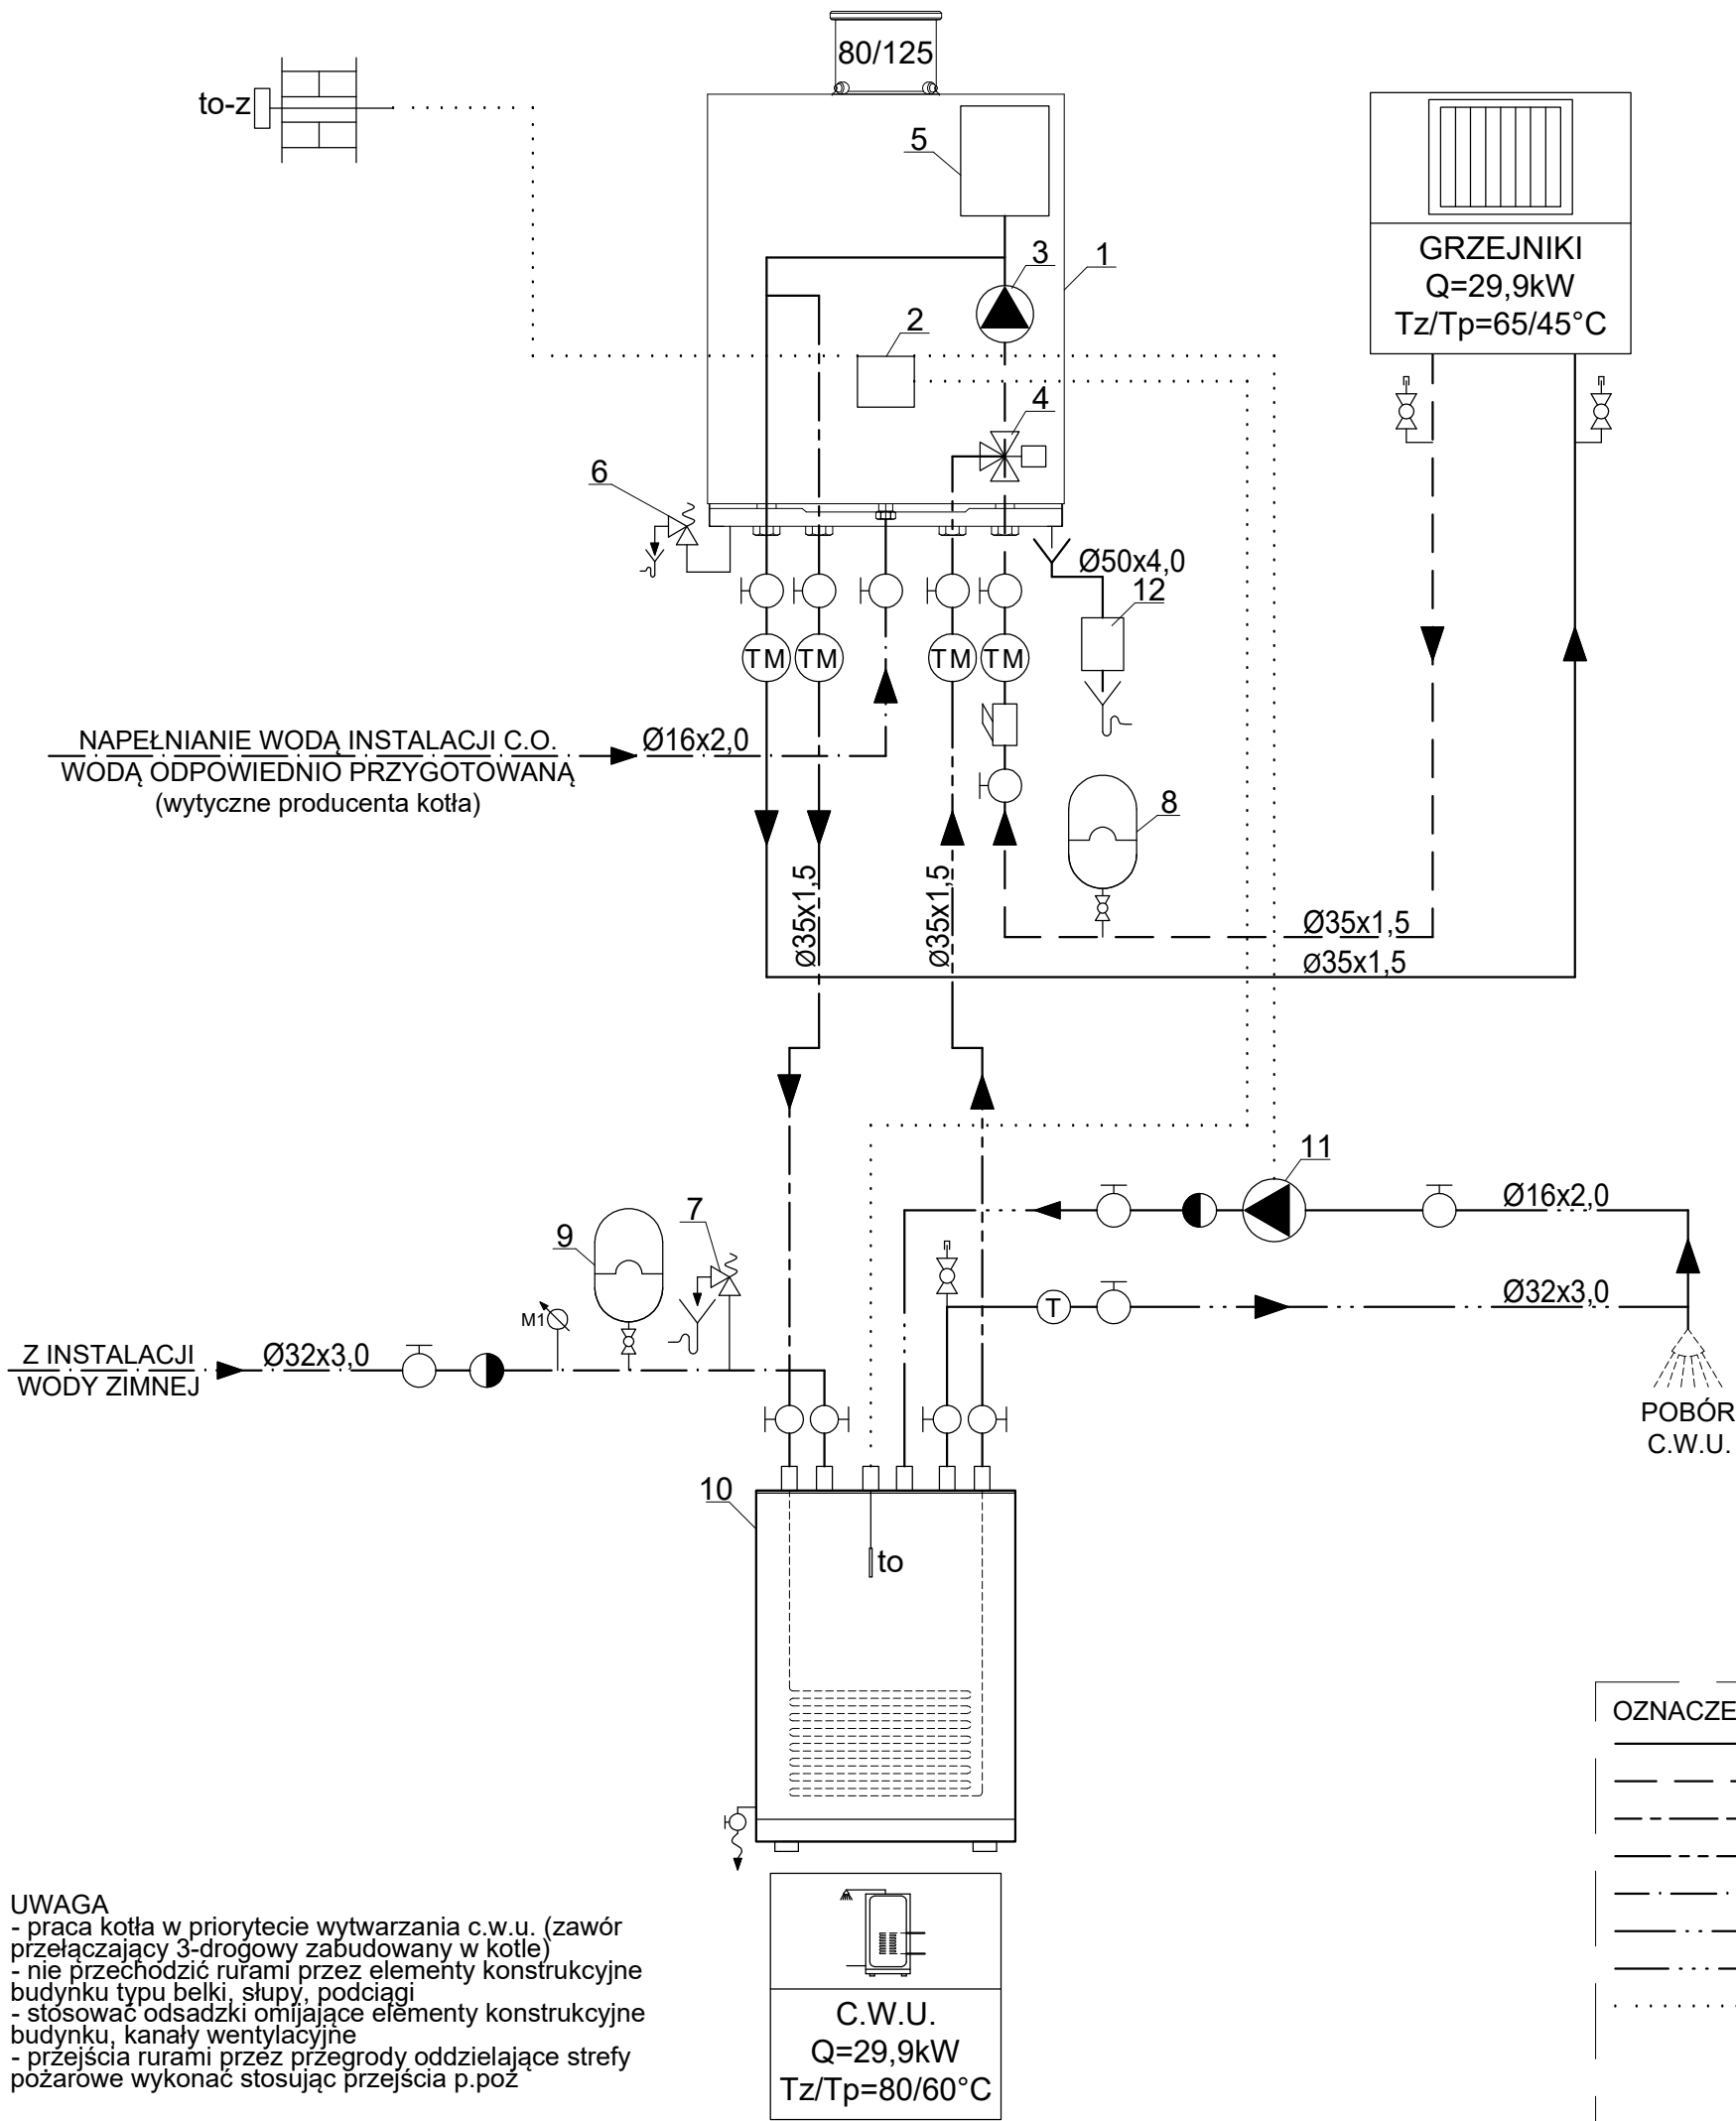 80/125
to-z
5
3
1
2
4
6
GRZEJNIKI
Q=29,9kW
Tz/Tp=65/45°C
Ø50x4,0
12
TM
TM
TM
TM
NAPEŁNIANIE WODĄ INSTALACJI C.O.
WODĄ ODPOWIEDNIO PRZYGOTOWANĄ
(wytyczne producenta kotła)
Ø16x2,0
8
Ø35x1,5
Ø35x1,5
Ø35x1,5
Ø35x1,5
11
Ø16x2,0
9
7
M1
T
Ø32x3,0
Z INSTALACJI
WODY ZIMNEJ
Ø32x3,0
POBÓR
C.W.U.
10
to
OZNACZE
UWAGA
- praca kotła w priorytecie wytwarzania c.w.u. (zawór
przełączający 3-drogowy zabudowany w kotle)
- nie przechodzić rurami przez elementy konstrukcyjne
budynku typu belki, słupy, podciągi
- stosować odsadzki omijające elementy konstrukcyjne
budynku, kanały wentylacyjne
- przejścia rurami przez przegrody oddzielające strefy
pożarowe wykonać stosując przejścia p.poż
C.W.U.
Q=29,9kW
Tz/Tp=80/60°C